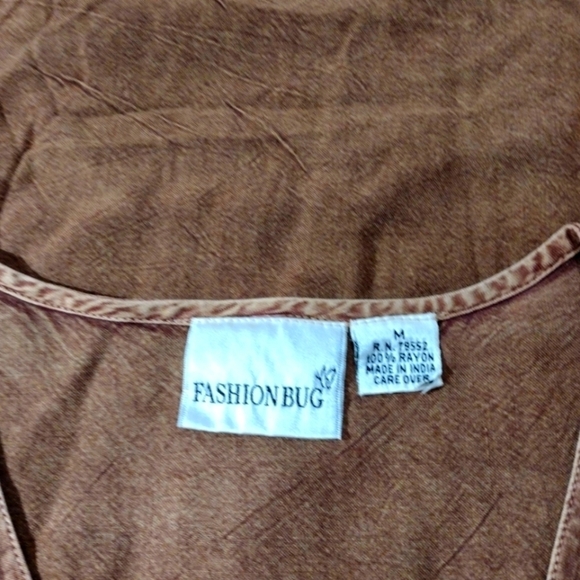 FASHION BUG
M
R.N. 79552
100% RAYON
MADE IN INDIA
CARE OVER